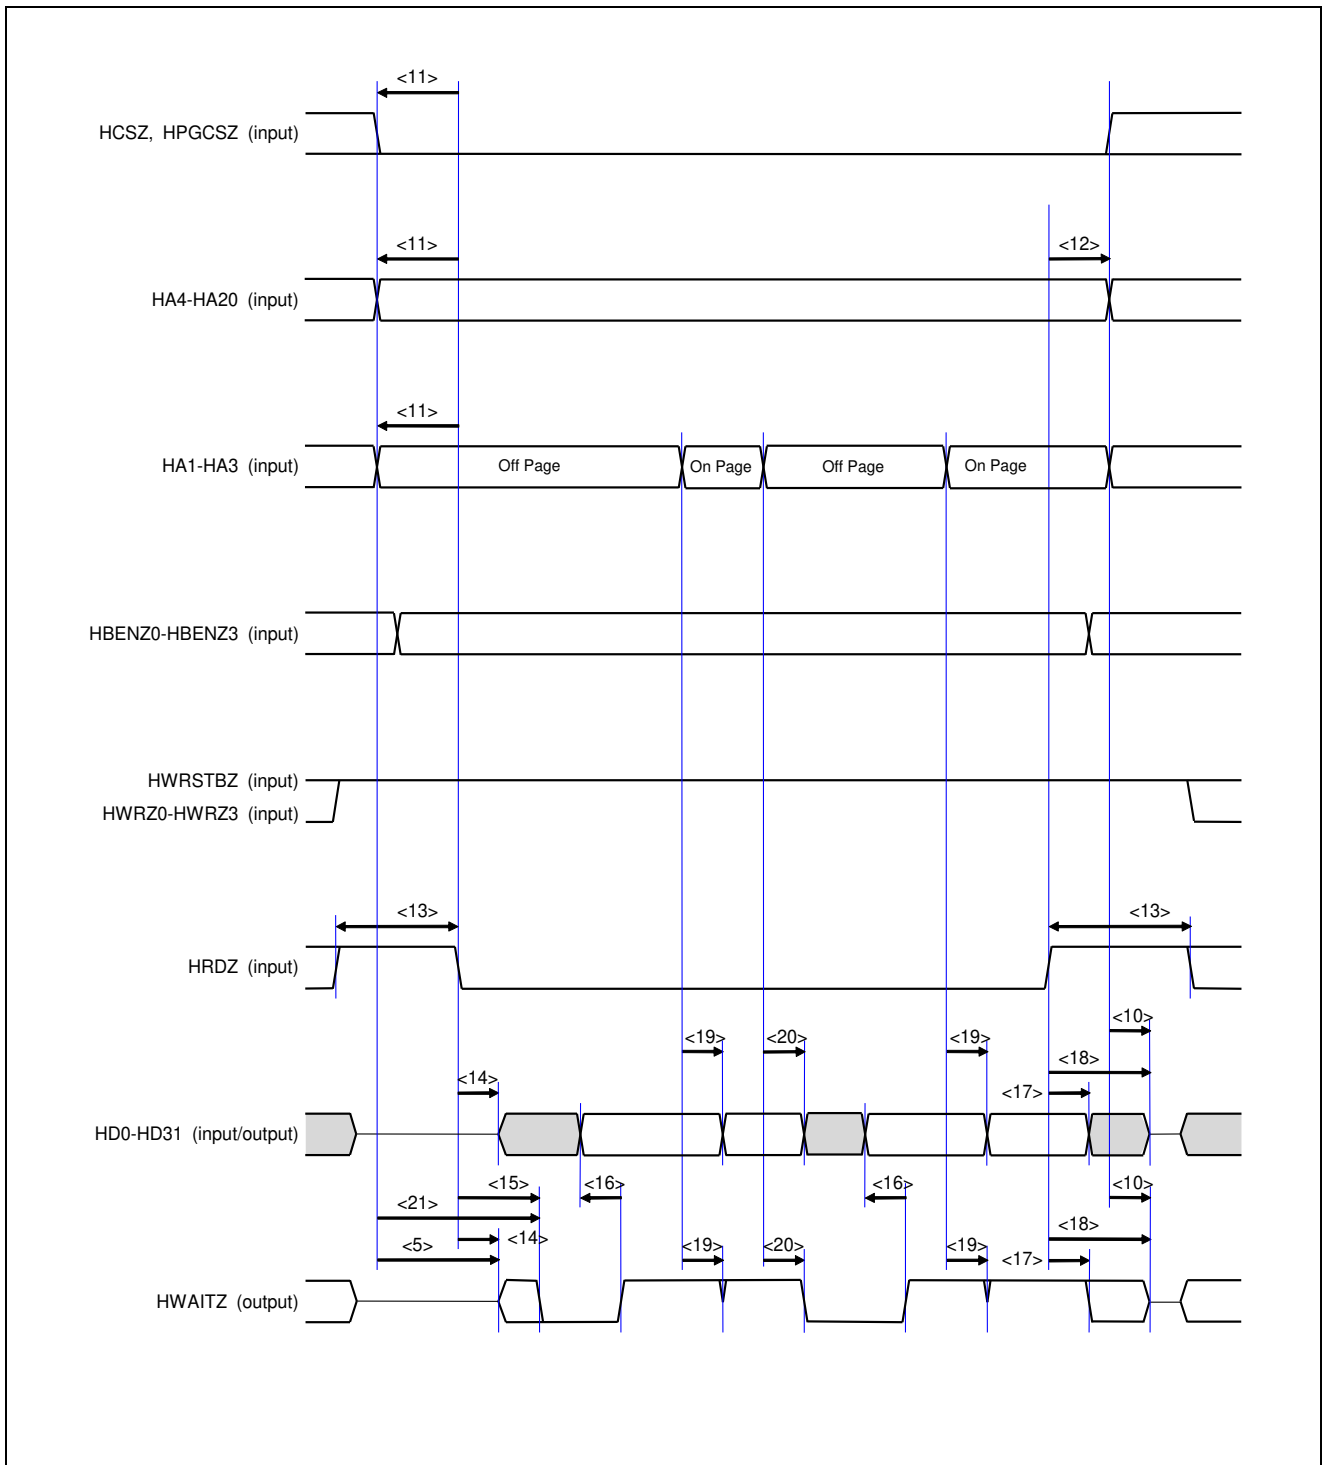 <11>
HCSZ, HPGCSZ (input)
<11>
<12>
HA4-HA20 (input)
<11>
HA1-HA3 (input)
Off Page
On Page
Off Page
On Page
HBENZ0-HBENZ3 (input)
HWRSTBZ (input)
HWRZ0-HWRZ3 (input)
<13>
<13>
HRDZ (input)
<10>
<19>
<20>
<19>
<18>
<14>
<17>
HD0-HD31 (input/output)
<15>
<16>
<16>
<10>
<21>
<18>
<5>
<14>
<19>
<20>
<19>
<17>
HWAITZ (output)